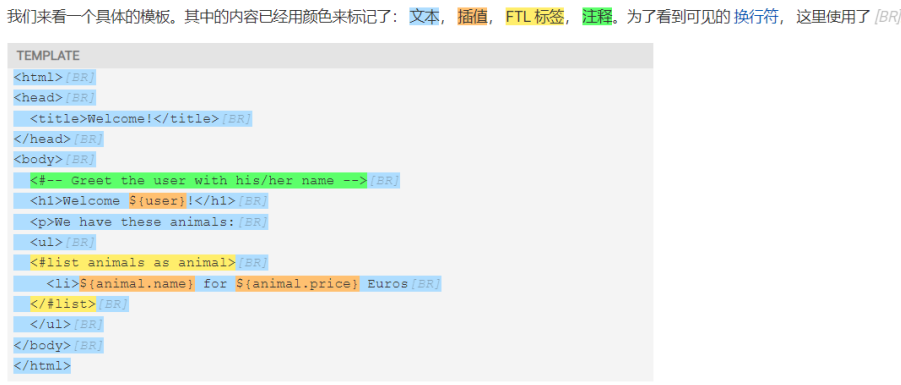 我们来看一个具体的模板。其中的内容已经用颜色来标记了： 文本， 插值， FTL 标签， 注释。为了看到可见的 换行符， 这里使用了 [BR]
TEMPLATE
<html>[BR]
<head>[BR]
  <title>Welcome!</title>[BR]
</head>[BR]
<body>[BR]
  <#-- Greet the user with his/her name -->[BR]
  <h1>Welcome ${user}!</h1>[BR]
  <p>We have these animals:[BR]
  <ul>[BR]
  <#list animals as animal>[BR]
    <li>${animal.name} for ${animal.price} Euros[BR]
  </#list>[BR]
  </ul>[BR]
</body>[BR]
</html>